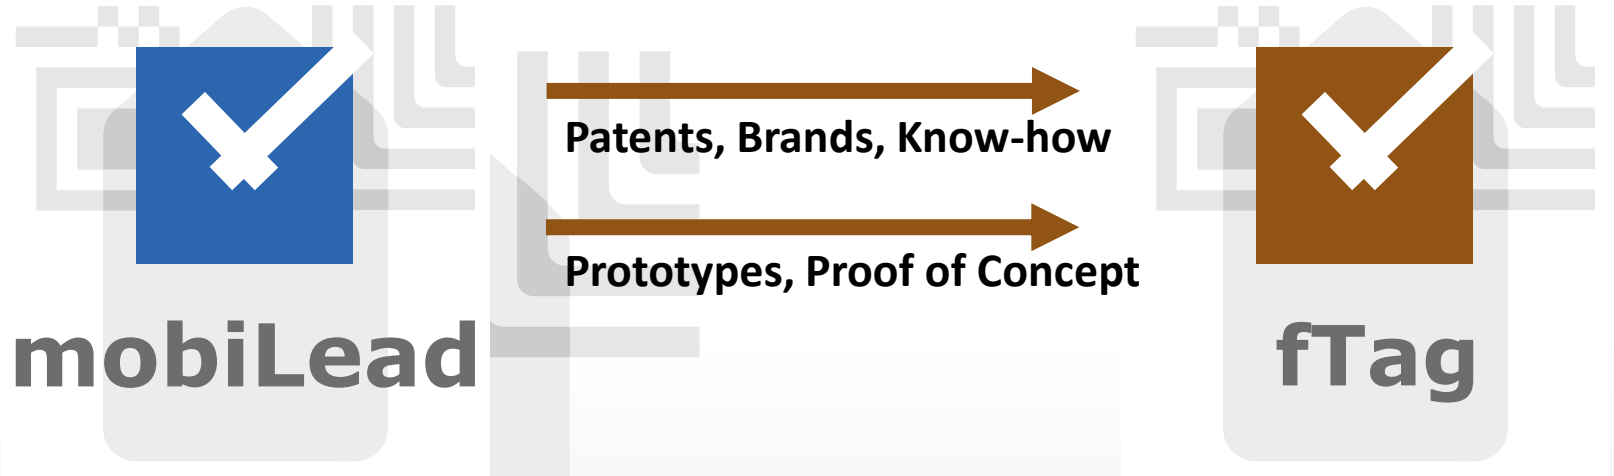 Patents, Brands, Know-how
Prototypes, Proof of Concept
mobiLead
fTag